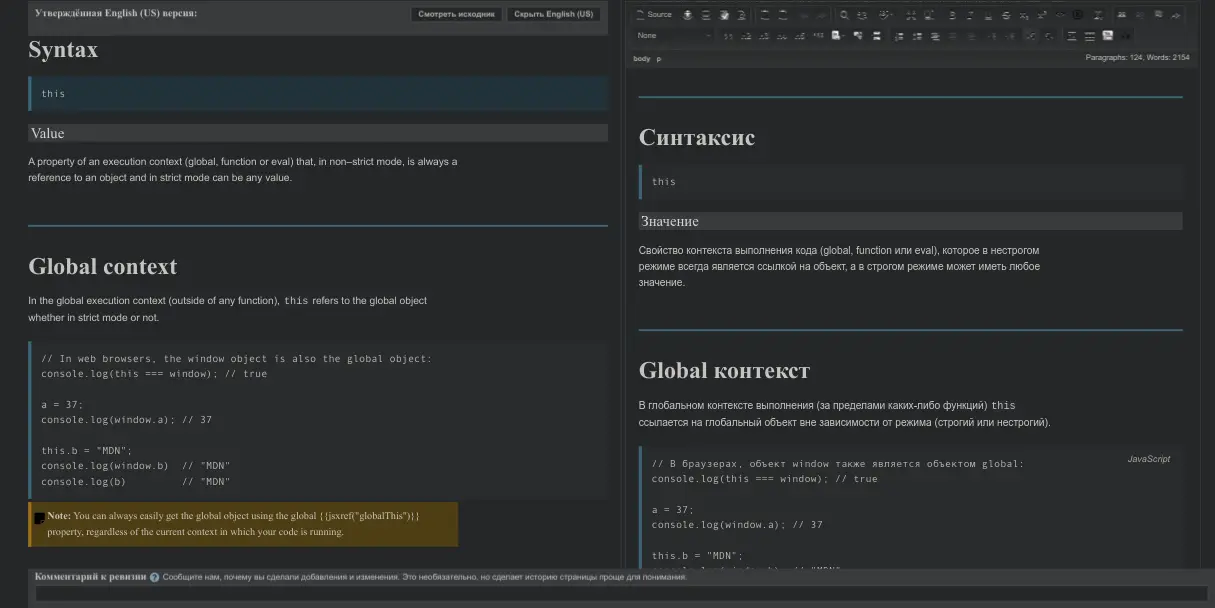 Утверждённая English (US) версия:
Смотреть исходник
Скрыть English (US)
Syntax
this
Value
A property of an execution context (global, function or eval) that, in non–strict mode, is always a
reference to an object and in strict mode can be any value.
Global context
In the global execution context (outside of any function), this refers to the global object
whether in strict mode or not.
// In web browsers, the window object is also the global object:
console.log(this === window); // true
a = 37;
console.log(window.a); // 37
this.b = "MDN";
console.log(window.b)  // "MDN"
console.log(b)         // "MDN"
Note: You can always easily get the global object using the global {{jsxref("globalThis")}}
property, regardless of the current context in which your code is running.
Source
None
body p
Paragraphs: 124, Words: 2154
Синтаксис
this
Значение
Свойство контекста выполнения кода (global, function или eval), которое в нестрогом
режиме всегда является ссылкой на объект, а в строгом режиме может иметь любое
значение.
Global контекст
В глобальном контексте выполнения (за пределами каких-либо функций) this
ссылается на глобальный объект вне зависимости от режима (строгий или нестрогий).
JavaScript
// В браузерах, объект window также является объектом global:
console.log(this === window); // true
a = 37;
console.log(window.a); // 37
this.b = "MDN";
Комментарий к ревизии ? Сообщите нам, почему вы сделали добавления и изменения. Это необязательно, но сделает историю страницы проще для понимания.